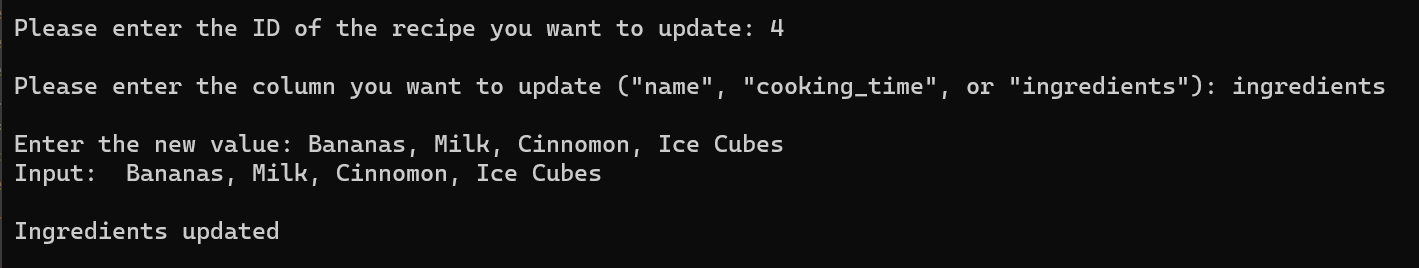 Please enter the ID of the recipe you want to update: 4
Please enter the column you want to update ("name", "cooking_time", or "ingredients"): ingredients
Enter the new value: Bananas, Milk, Cinnomon, Ice Cubes
Input:  Bananas, Milk, Cinnomon, Ice Cubes
Ingredients updated